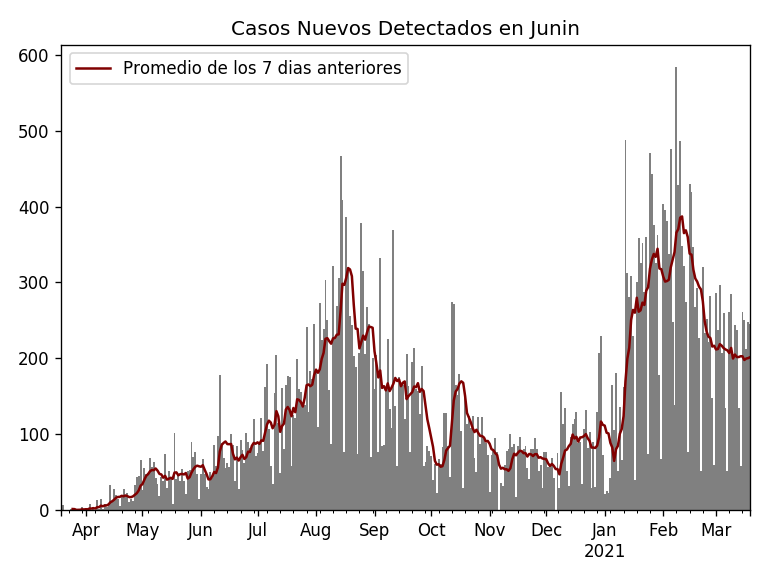 Casos Nuevos Detectados en Junin
Promedio de los 7 dias anteriores
600
500
400
300
200
100
0
Apr May Jun Jul Aug Sep Oct Nov Dec Jan Feb Mar
2021